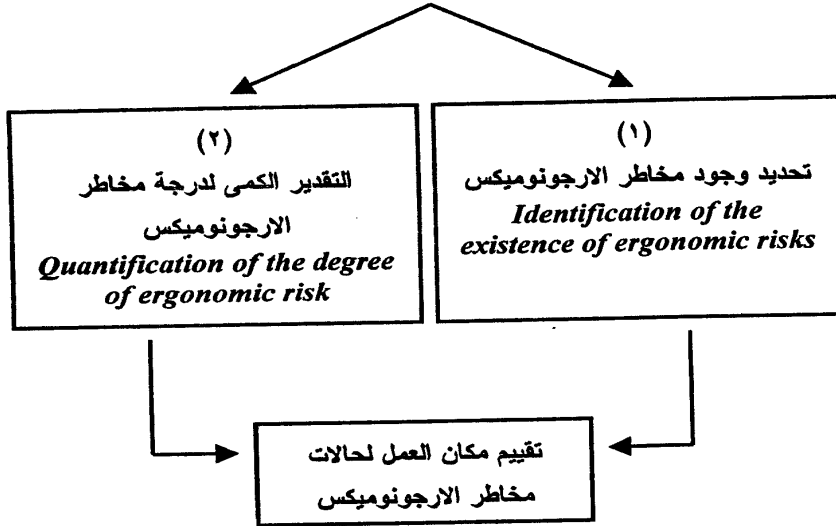 (١)
تحديد وجود مخاطر الارجونوميكس
Identification of the
existence of ergonomic risks
(٢)
التقدير الكمى لدرجة مخاطر
الارجونوميكس
Quantification of the degree
of ergonomic risk
تقييم مكان العمل لحالات
مخاطر الارجونوميكس